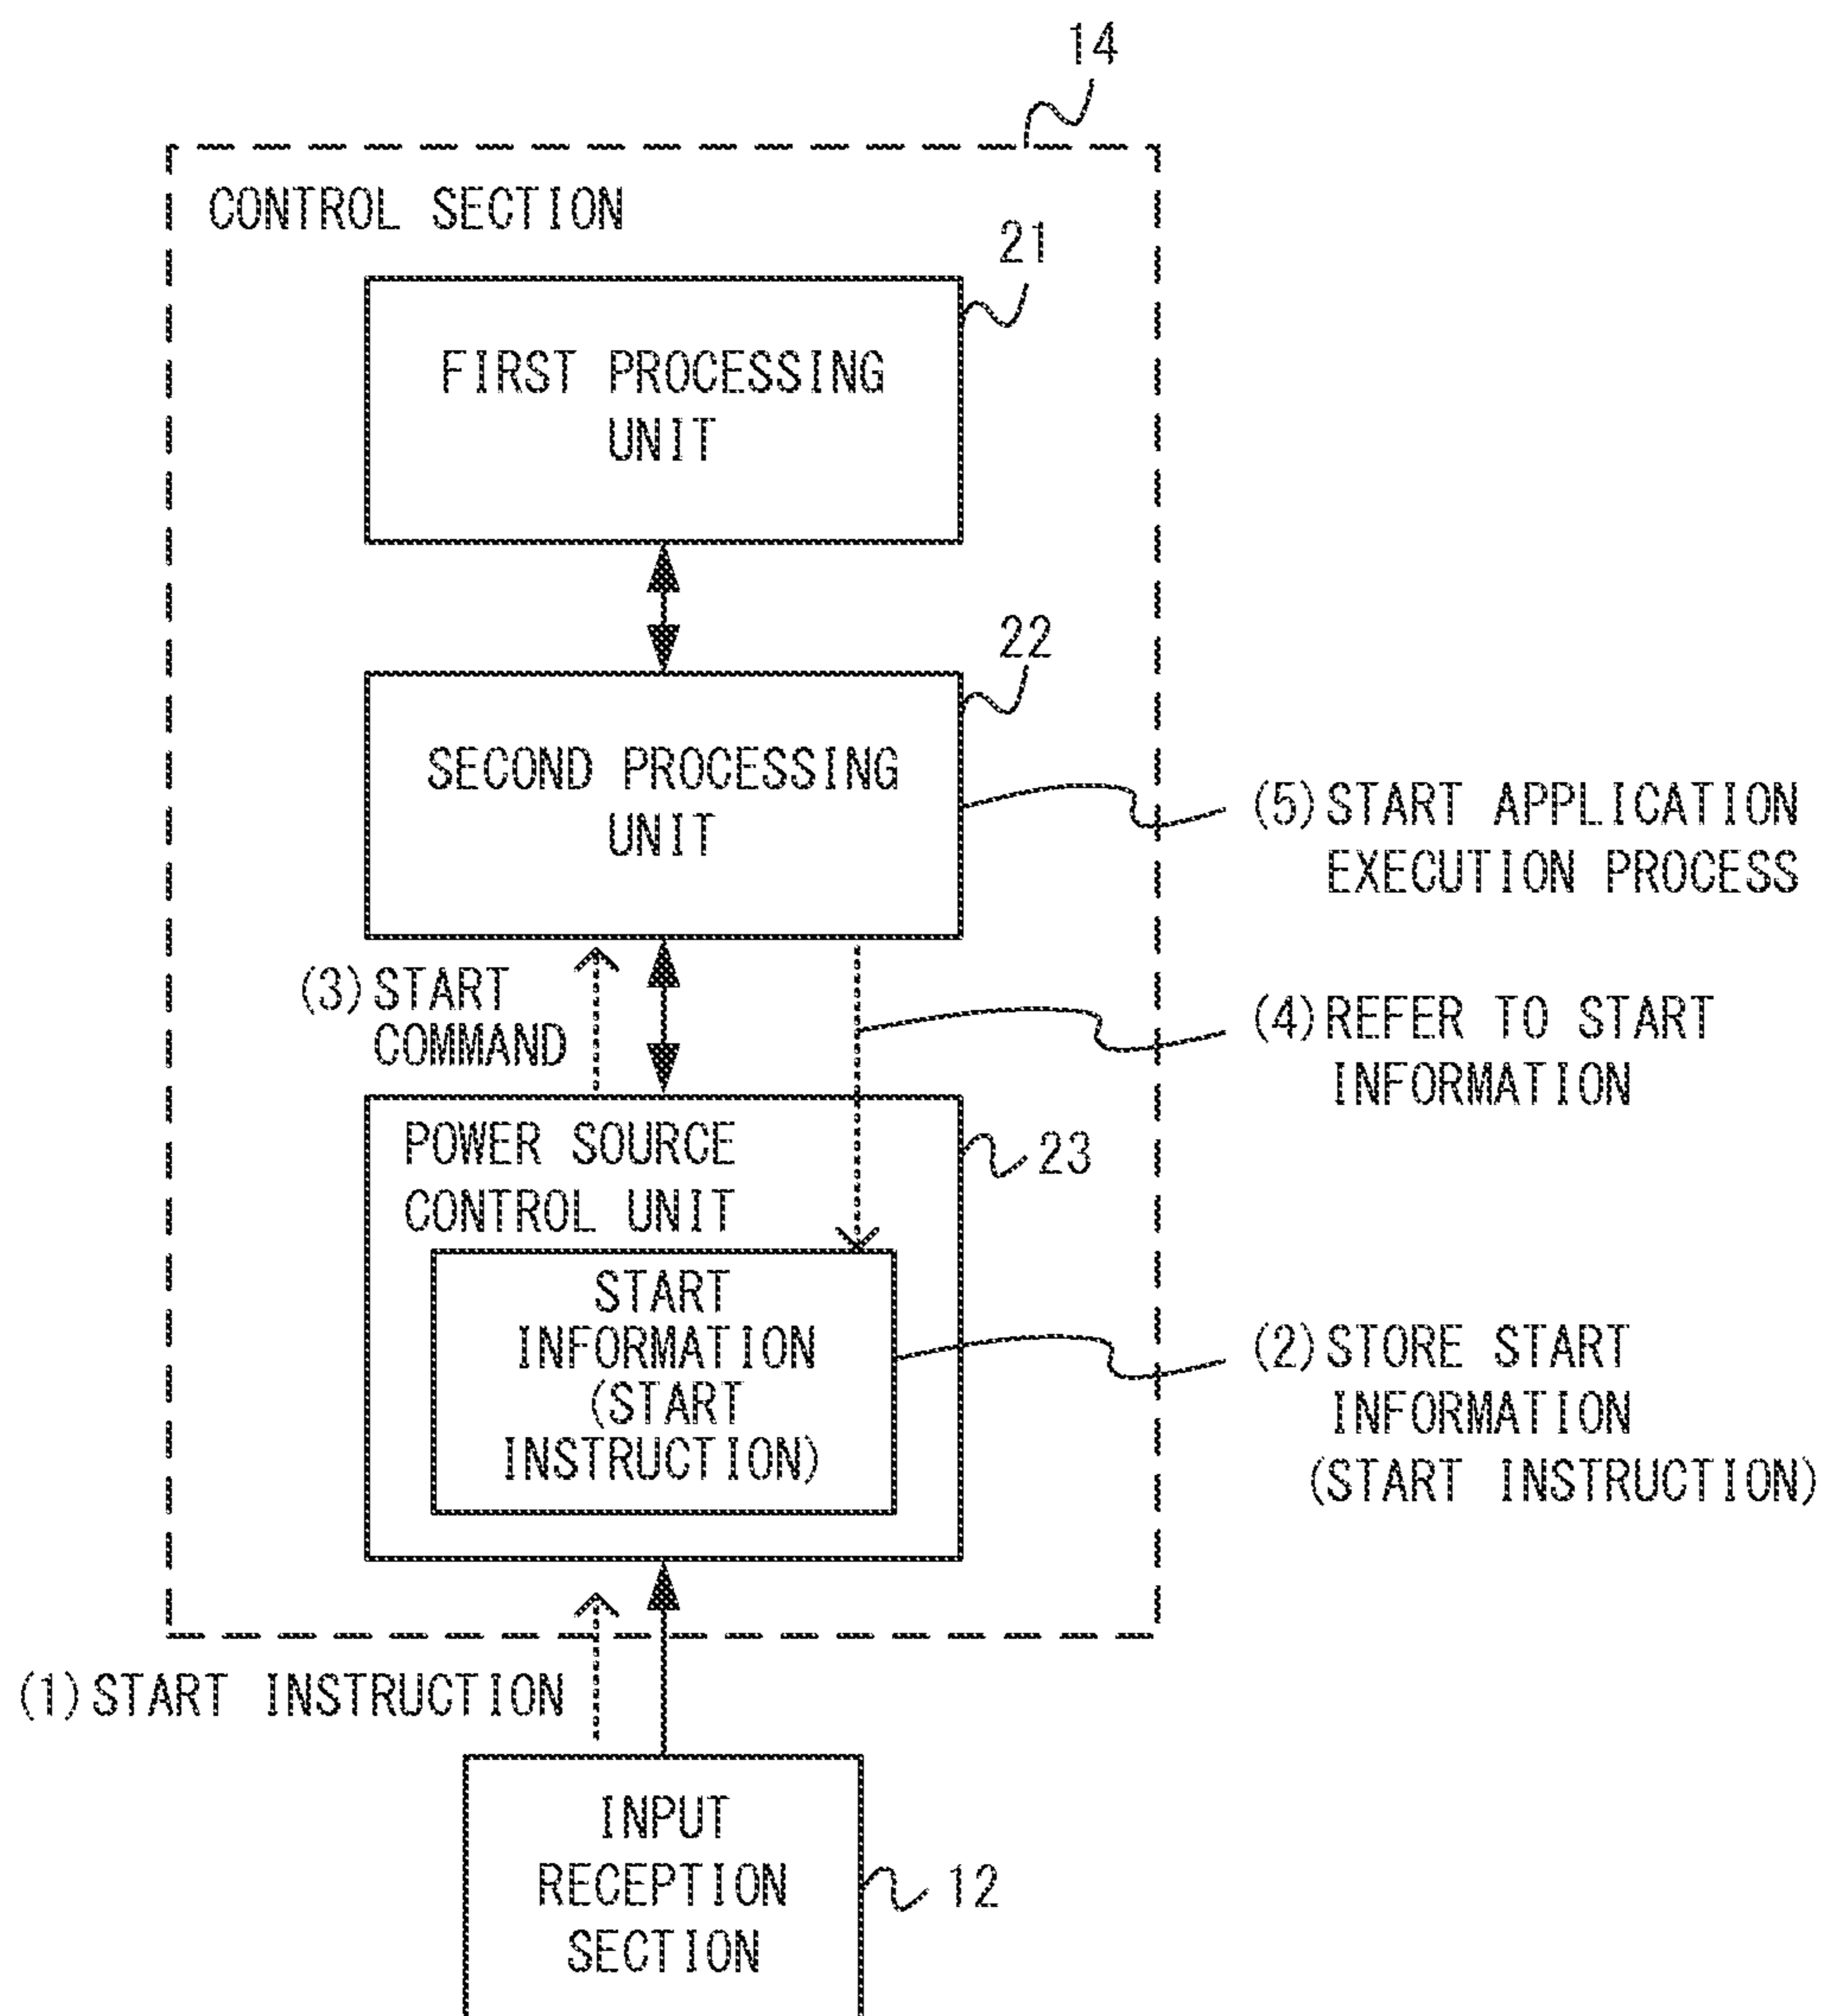 14
CONTROL SECTION
21
FIRST PROCESSING
UNIT
22
SECOND PROCESSING
UNIT
(5)START APPLICATION
EXECUTION PROCESS
(3)START
COMMAND
(4)REFER TO START
INFORMATION
POWER SOURCE
CONTROL UNIT
23
START
INFORMATION
(START
INSTRUCTION)
(2)STORE START
INFORMATION
(START INSTRUCTION)
(1)START INSTRUCTION
INPUT
RECEPTION
SECTION
12